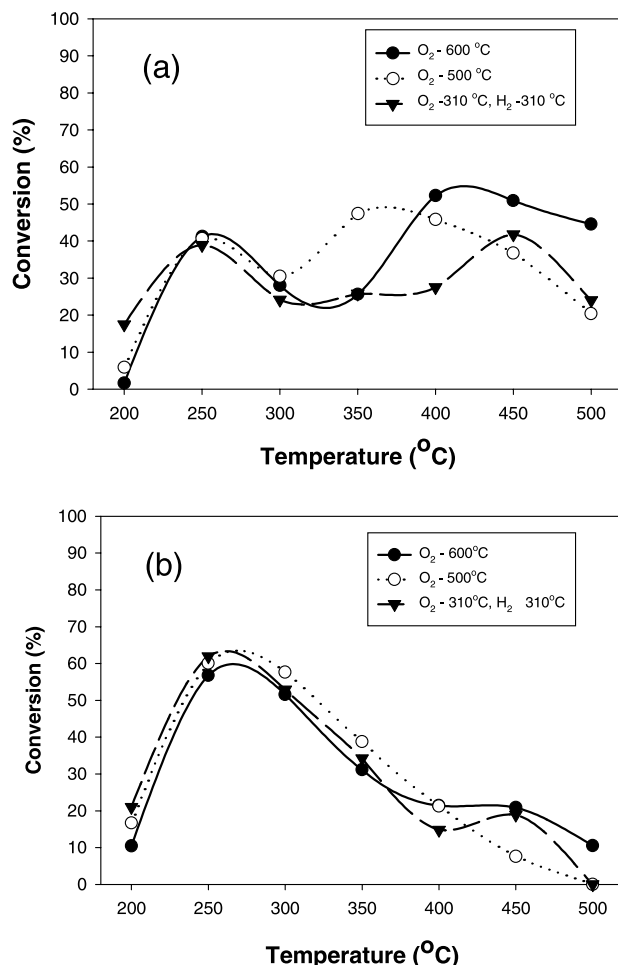 100
90
80
70
60
50
40
30
20
10
0
Conversion (%)
(a)
O₂ - 600 °C
O₂ - 500 °C
O₂ -310 °C, H₂ -310 °C
200 250 300 350 400 450 500
Temperature (°C)
100
90
80
70
60
50
40
30
20
10
0
Conversion (%)
(b)
O₂ - 600°C
O₂ - 500°C
O₂ - 310°C, H₂ 310°C
200 250 300 350 400 450 500
Temperature (°C)